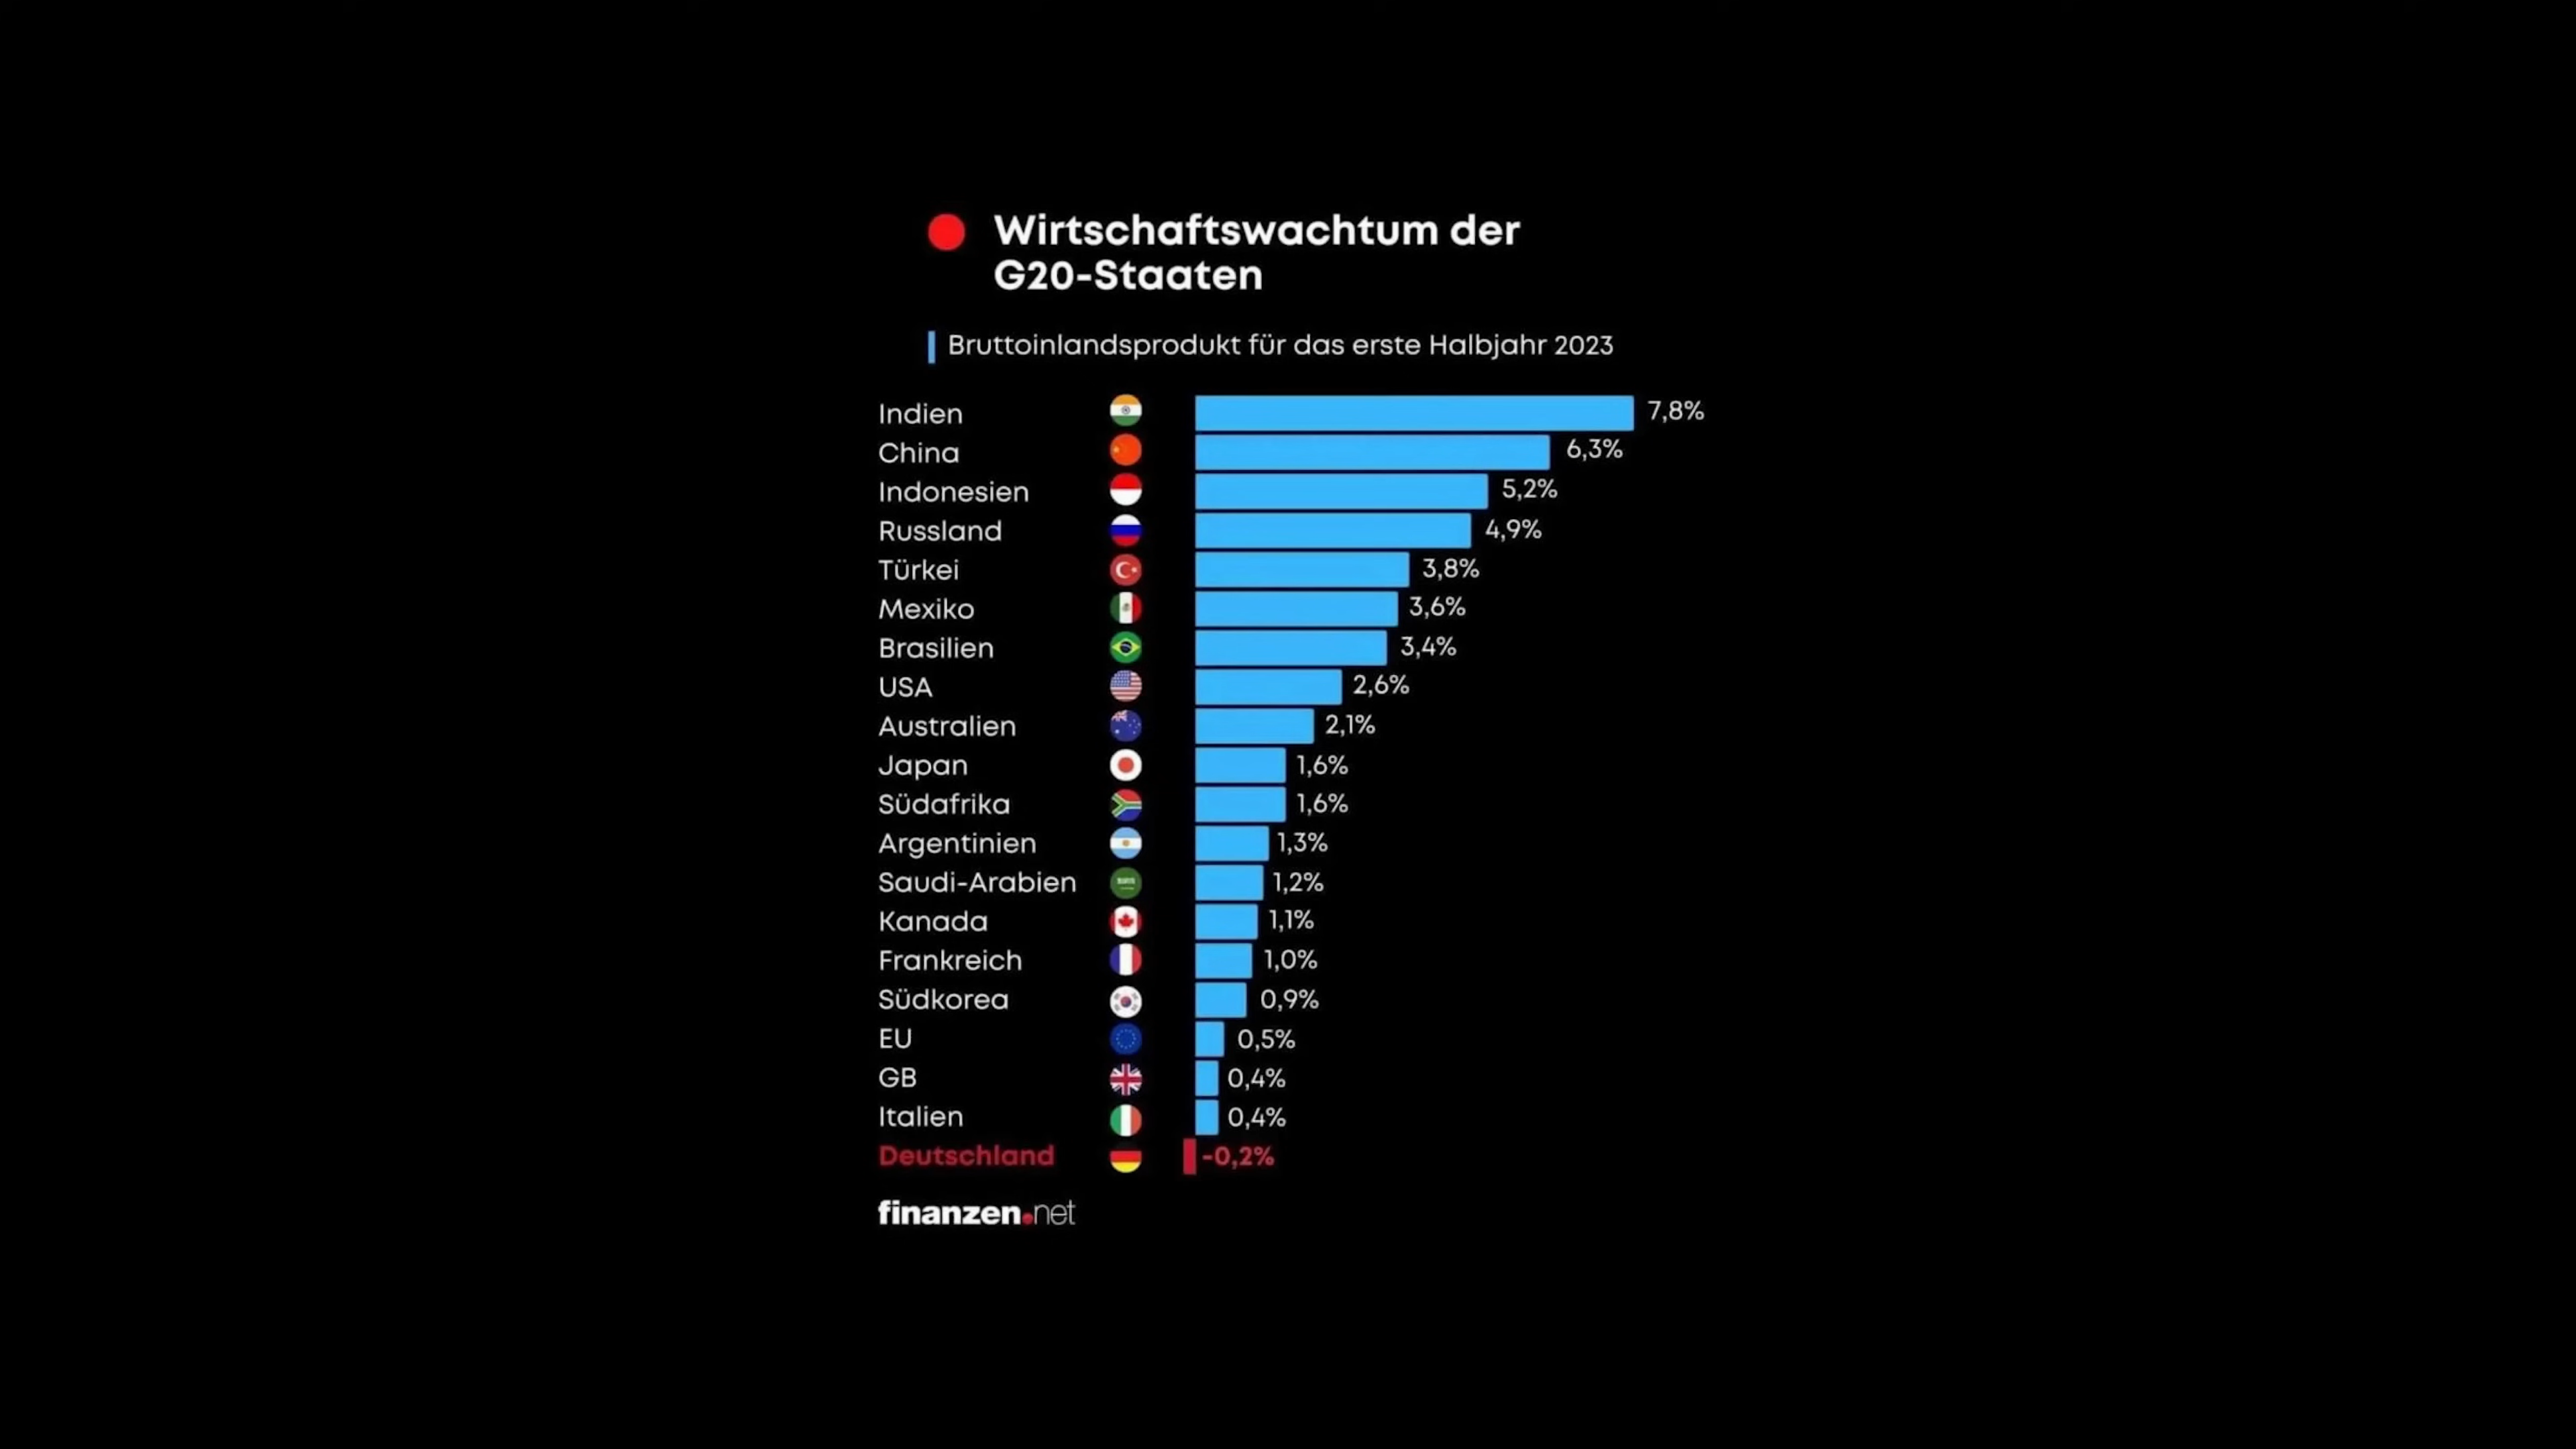 Wirtschaftswachtum der
G20-Staaten
Bruttoinlandsprodukt für das erste Halbjahr 2023
Indien 7,8%
China 6,3%
Indonesien 5,2%
Russland 4,9%
Türkei 3,8%
Mexiko 3,6%
Brasilien 3,4%
USA 2,6%
Australien 2,1%
Japan 1,6%
Südafrika 1,6%
Argentinien 1,3%
Saudi-Arabien 1,2%
Kanada 1,1%
Frankreich 1,0%
Südkorea 0,9%
EU 0,5%
GB 0,4%
Italien 0,4%
Deutschland -0,2%
finanzen.net